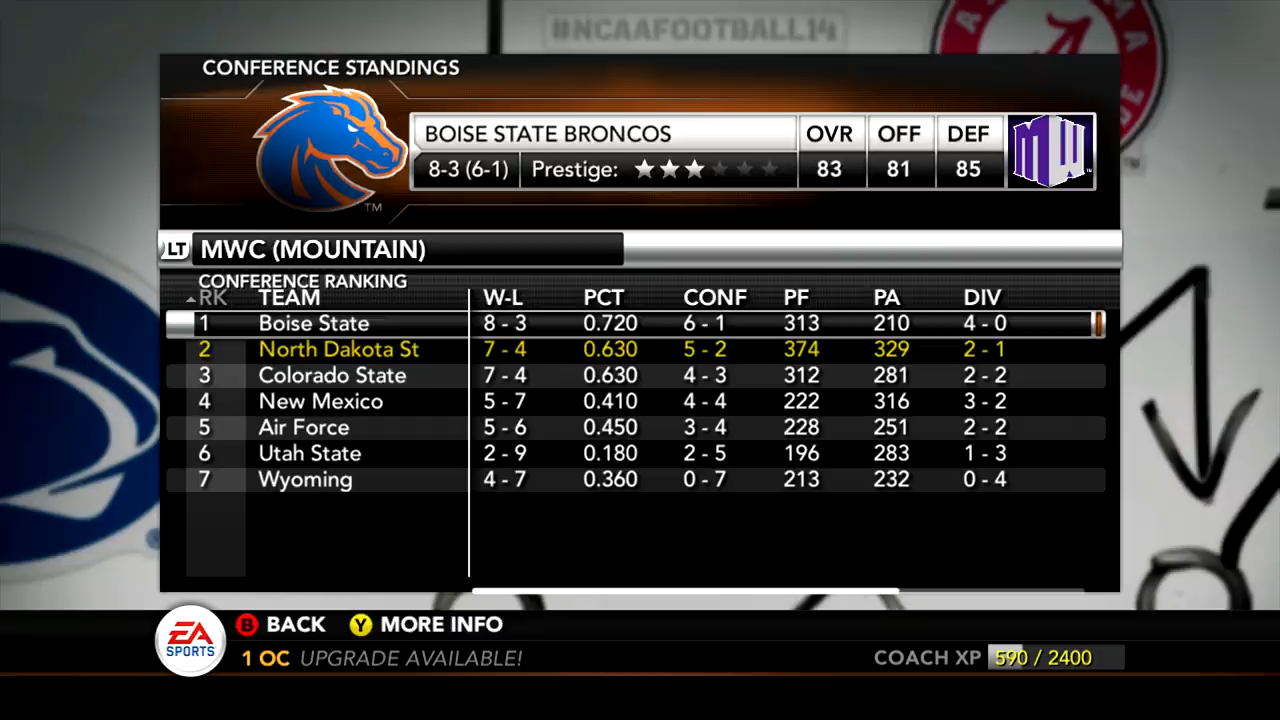 #NCAAFOOTBALL14
CONFERENCE STANDINGS
BOISE STATE BRONCOS OVR OFF DEF
8-3 (6-1) Prestige: 83 81 85
MW
TM
LT MWC (MOUNTAIN)
CONFERENCE RANKING
RK TEAM W-L PCT CONF PF PA DIV
1 Boise State 8 - 3 0.720 6 - 1 313 210 4 - 0
2 North Dakota St 7 - 4 0.630 5 - 2 374 329 2 - 1
3 Colorado State 7 - 4 0.630 4 - 3 312 281 2 - 2
4 New Mexico 5 - 7 0.410 4 - 4 222 316 3 - 2
5 Air Force 5 - 6 0.450 3 - 4 228 251 2 - 2
6 Utah State 2 - 9 0.180 2 - 5 196 283 1 - 3
7 Wyoming 4 - 7 0.360 0 - 7 213 232 0 - 4
EA SPORTS
B BACK Y MORE INFO
1 OC UPGRADE AVAILABLE! COACH XP 590 / 2400